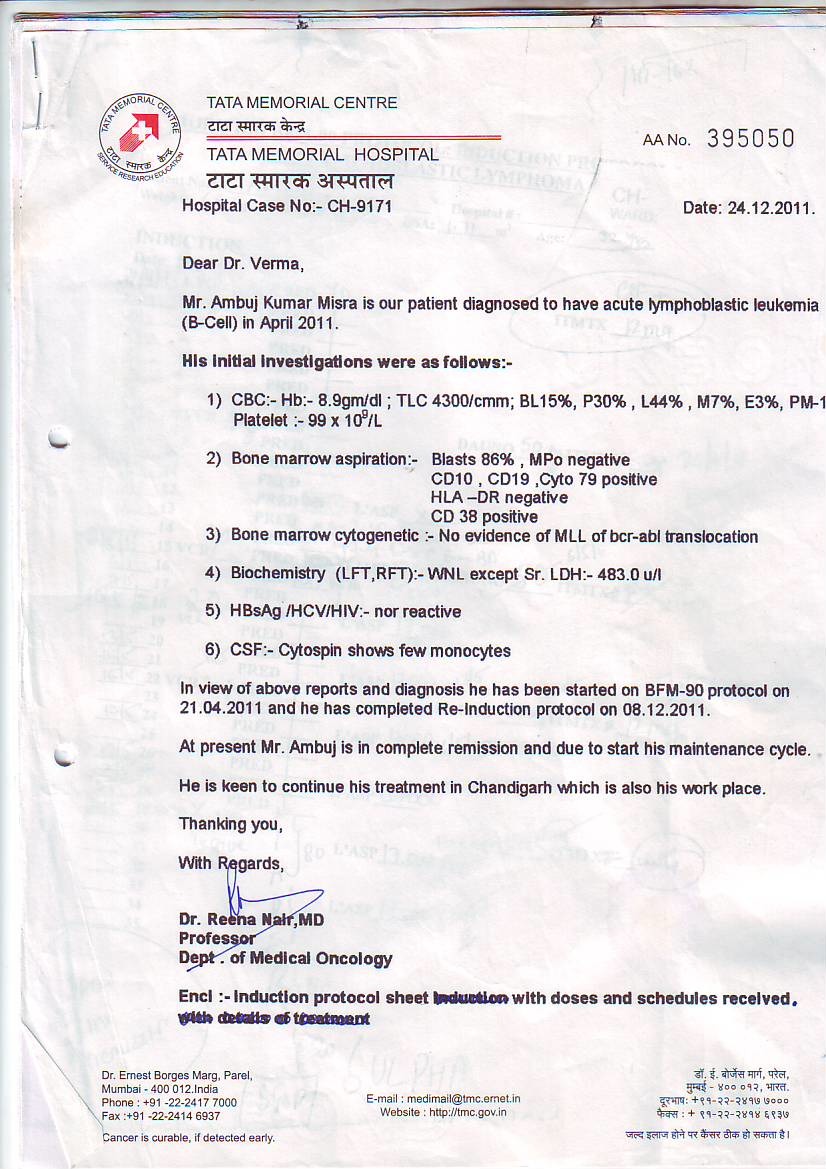 TATA MEMORIAL CENTRE
टाटा स्मारक केन्द्र
SERVICE RESEARCH EDUCATION
TATA MEMORIAL CENTRE
टाटा स्मारक केन्द्र
AA No. 395050
TATA MEMORIAL HOSPITAL
टाटा स्मारक अस्पताल
Hospital Case No:- CH-9171
Date: 24.12.2011.
Dear Dr. Verma,
Mr. Ambuj Kumar Misra is our patient diagnosed to have acute lymphoblastic leukemia
(B-Cell) in April 2011.
His initial investigations were as follows:-
1) CBC:- Hb:- 8.9gm/dl ; TLC 4300/cmm; BL15%, P30% , L44% , M7%, E3%, PM-1
Platelet :- 99 x 10⁹/L
2) Bone marrow aspiration:- Blasts 86% , MPo negative
CD10 , CD19 ,Cyto 79 positive
HLA –DR negative
CD 38 positive
3) Bone marrow cytogenetic :- No evidence of MLL of bcr-abl translocation
4) Biochemistry (LFT,RFT):- WNL except Sr. LDH:- 483.0 u/l
5) HBsAg /HCV/HIV:- nor reactive
6) CSF:- Cytospin shows few monocytes
In view of above reports and diagnosis he has been started on BFM-90 protocol on
21.04.2011 and he has completed Re-Induction protocol on 08.12.2011.
At present Mr. Ambuj is in complete remission and due to start his maintenance cycle.
He is keen to continue his treatment in Chandigarh which is also his work place.
Thanking you,
With Regards,
Dr. Reena Nair,MD
Professor
Dept . of Medical Oncology
Encl :- Induction protocol sheet Induction with doses and schedules received.
with details of treatment
Dr. Ernest Borges Marg, Parel,
Mumbai - 400 012.India
Phone : +91 -22-2417 7000
Fax :+91 -22-2414 6937
Cancer is curable, if detected early.
E-mail : medimail@tmc.ernet.in
Website : http://tmc.gov.in
डॉ. ई. बोर्जेस मार्ग, परेल,
मुम्बई - ४०० ०१२, भारत.
दूरभाष: +९१-२२-२४१७ ७०००
फैक्स : + ९१-२२-२४१४ ६९३७
जल्द इलाज होने पर कैंसर ठीक हो सकता है।